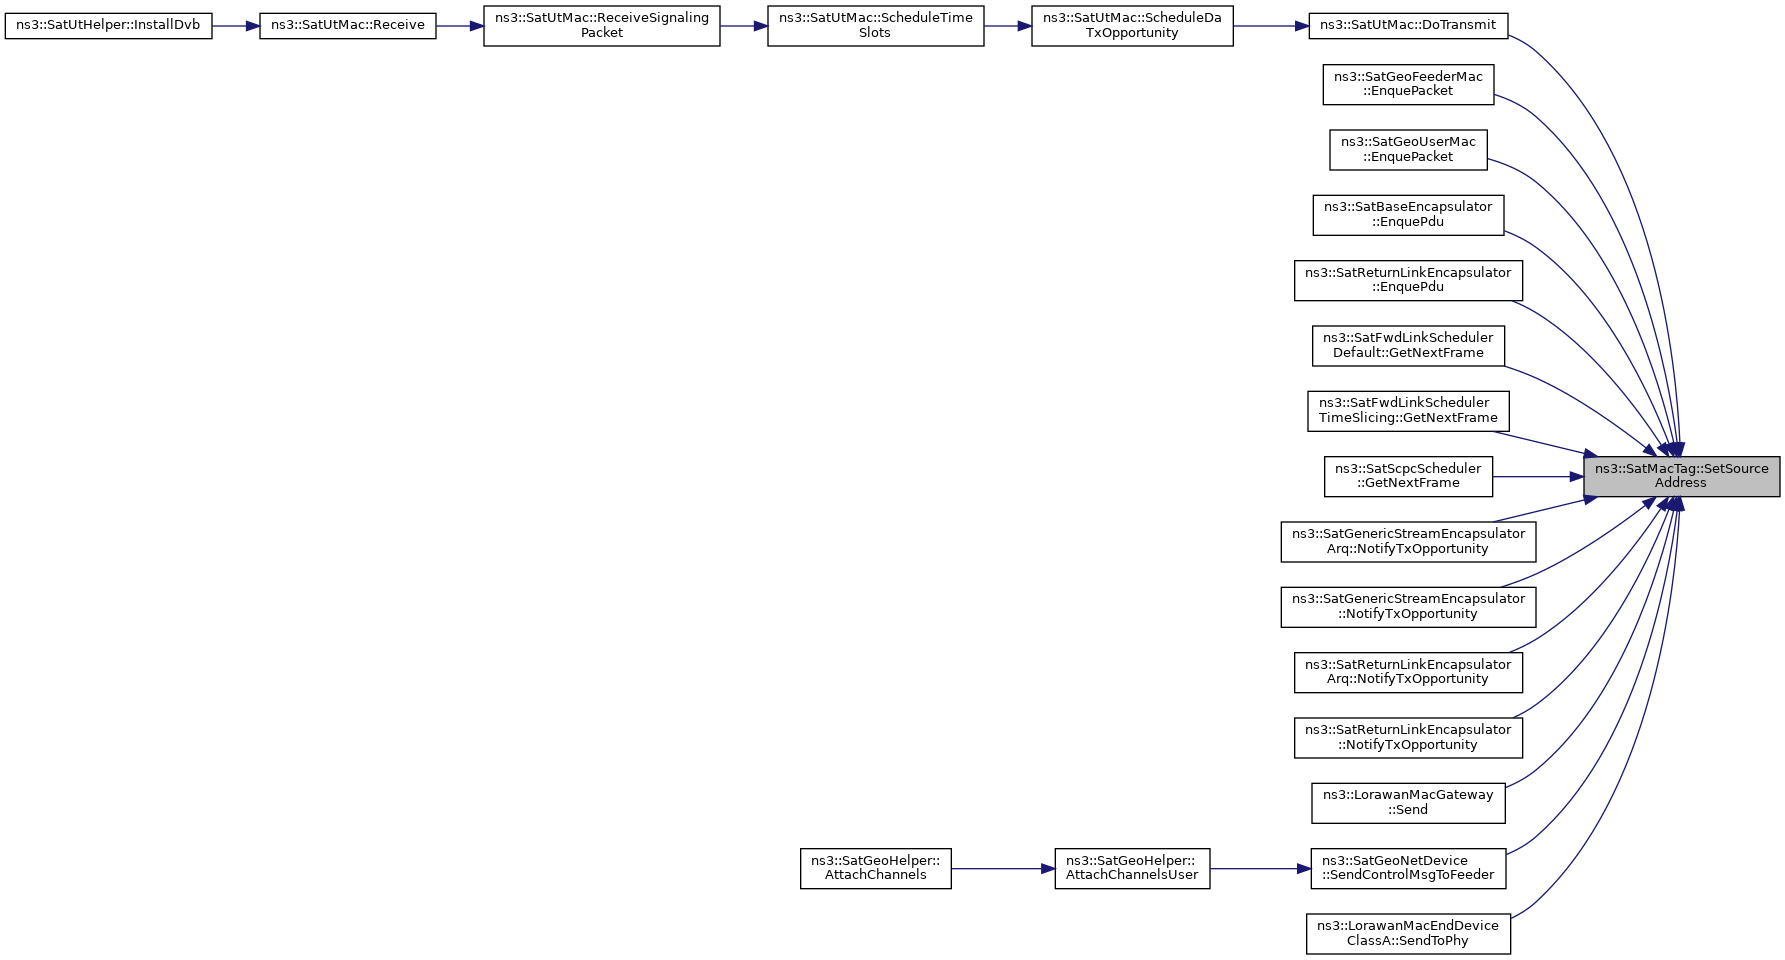 ns3::SatUtHelper::InstallDvb
ns3::SatUtMac::Receive
ns3::SatUtMac::ReceiveSignaling
Packet
ns3::SatUtMac::ScheduleTime
Slots
ns3::SatUtMac::ScheduleDa
TxOpportunity
ns3::SatUtMac::DoTransmit
ns3::SatGeoFeederMac
::EnquePacket
ns3::SatGeoUserMac
::EnquePacket
ns3::SatBaseEncapsulator
::EnquePdu
ns3::SatReturnLinkEncapsulator
::EnquePdu
ns3::SatFwdLinkScheduler
Default::GetNextFrame
ns3::SatFwdLinkScheduler
TimeSlicing::GetNextFrame
ns3::SatScpcScheduler
::GetNextFrame
ns3::SatMacTag::SetSource
Address
ns3::SatGenericStreamEncapsulator
Arq::NotifyTxOpportunity
ns3::SatGenericStreamEncapsulator
::NotifyTxOpportunity
ns3::SatReturnLinkEncapsulator
Arq::NotifyTxOpportunity
ns3::SatReturnLinkEncapsulator
::NotifyTxOpportunity
ns3::LorawanMacGateway
::Send
ns3::SatGeoHelper::
AttachChannels
ns3::SatGeoHelper::
AttachChannelsUser
ns3::SatGeoNetDevice
::SendControlMsgToFeeder
ns3::LorawanMacEndDevice
ClassA::SendToPhy